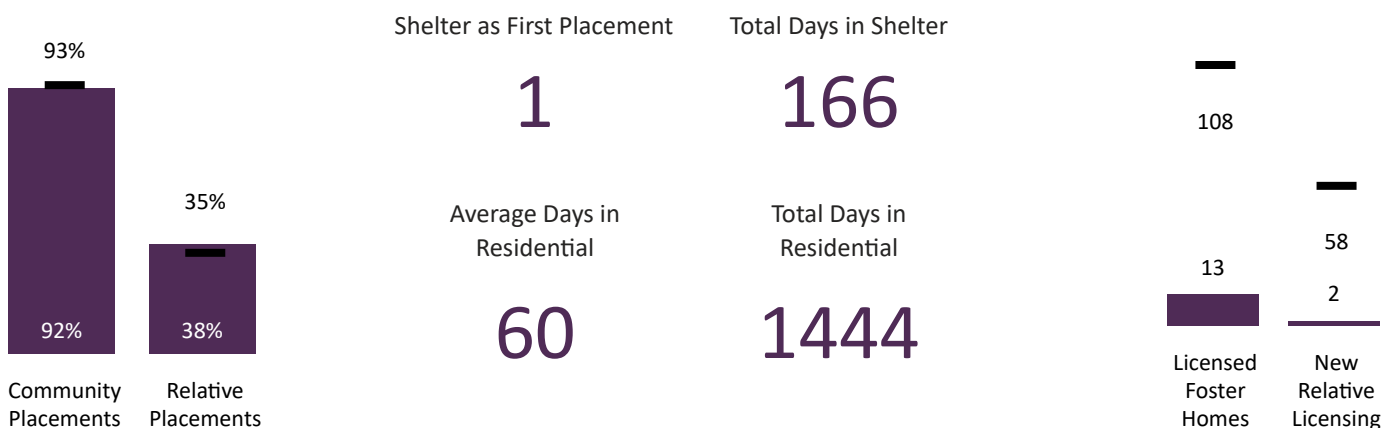 93%
35%
92%
38%
Community
Placements
Relative
Placements
Shelter as First Placement
1
Total Days in Shelter
166
Average Days in
Residential
60
Total Days in
Residential
1444
108
58
13
2
Licensed
Foster
Homes
New
Relative
Licensing